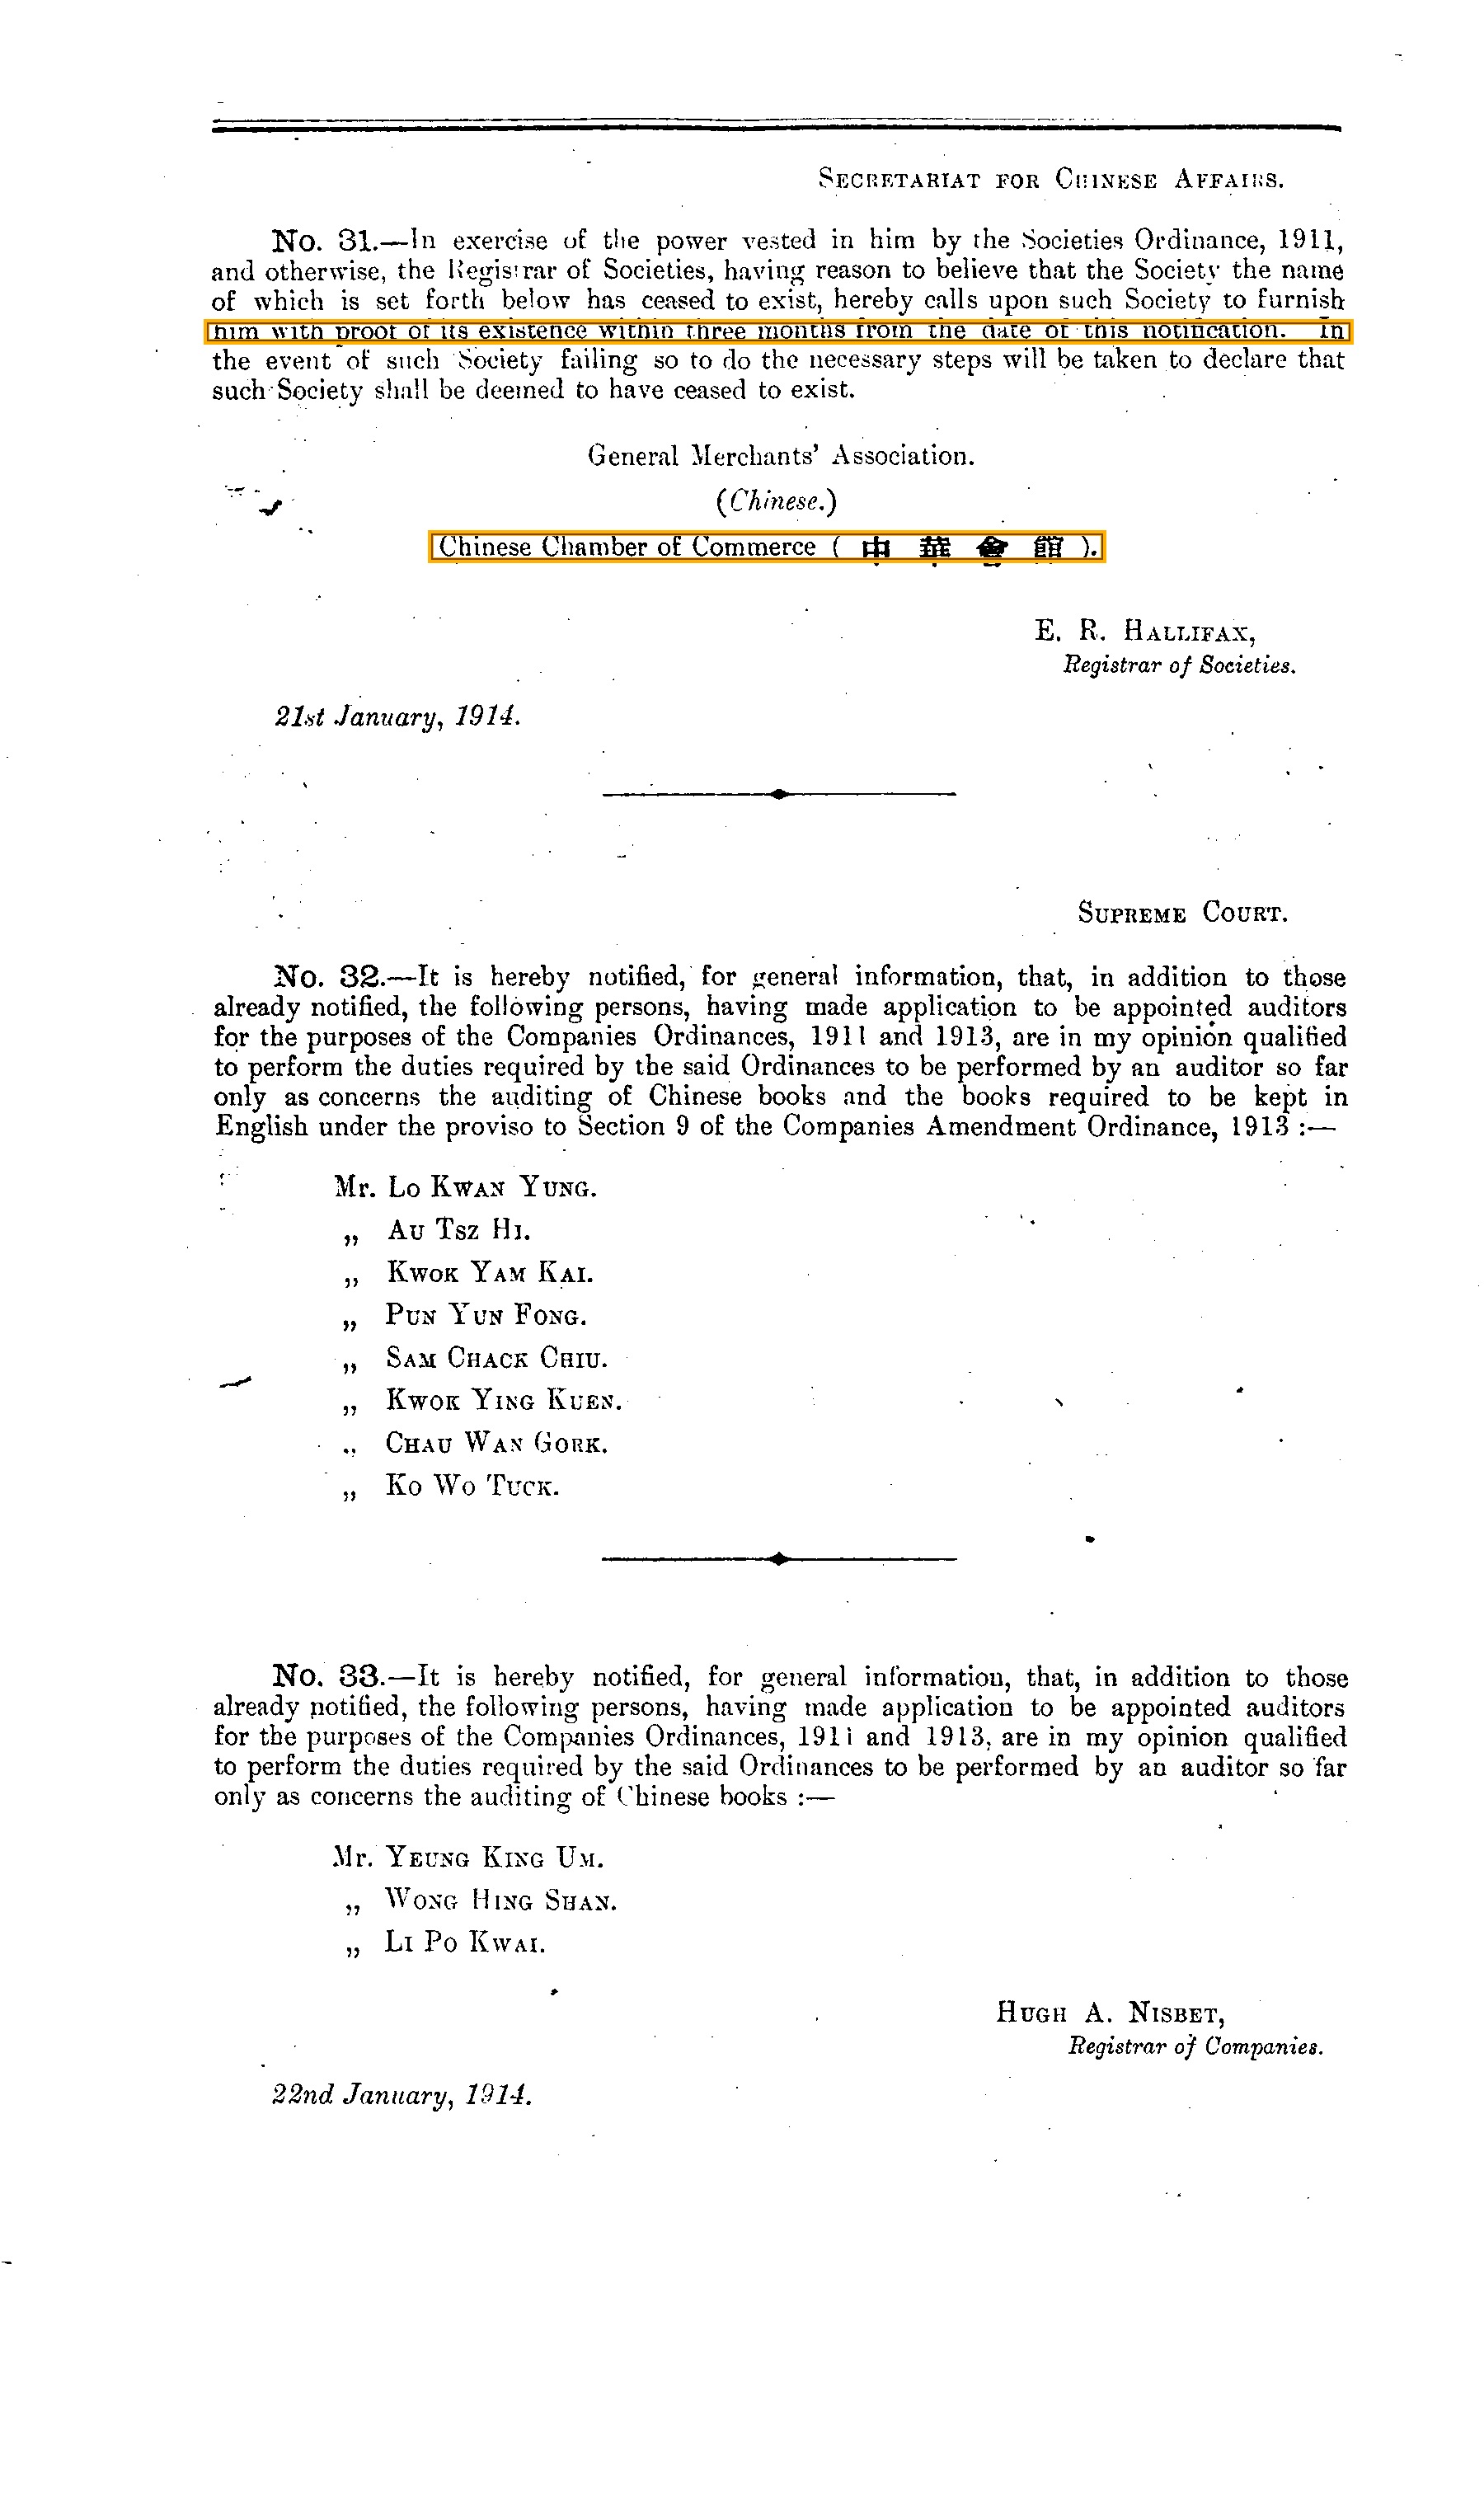 SECRETARIAT FOR CHINESE AFFAIRS.
No. 31.—In exercise of the power vested in him by the Societies Ordinance, 1911,
and otherwise, the Registrar of Societies, having reason to believe that the Society the name
of which is set forth below has ceased to exist, hereby calls upon such Society to furnish
him with proof of its existence within three months from the date of this notification. In
the event of such Society failing so to do the necessary steps will be taken to declare that
such Society shall be deemed to have ceased to exist.
General Merchants' Association.
(Chinese.)
Chinese Chamber of Commerce ( 中 華 會 館 ).
E. R. HALLIFAX,
Registrar of Societies.
21st January, 1914.
SUPREME COURT.
No. 32.—It is hereby notified, for general information, that, in addition to those
already notified, the following persons, having made application to be appointed auditors
for the purposes of the Companies Ordinances, 1911 and 1913, are in my opinion qualified
to perform the duties required by the said Ordinances to be performed by an auditor so far
only as concerns the auditing of Chinese books and the books required to be kept in
English under the proviso to Section 9 of the Companies Amendment Ordinance, 1913 :—
Mr. LO KWAN YUNG.
„ AU TSZ HI.
„ KWOK YAM KAI.
„ PUN YUN FONG.
„ SAM CHACK CHIU.
„ KWOK YING KUEN.
„ CHAU WAN GORK.
„ KO WO TUCK.
No. 33.—It is hereby notified, for general information, that, in addition to those
already notified, the following persons, having made application to be appointed auditors
for the purposes of the Companies Ordinances, 1911 and 1913, are in my opinion qualified
to perform the duties required by the said Ordinances to be performed by an auditor so far
only as concerns the auditing of Chinese books :—
Mr. YEUNG KING UM.
„ WONG HING SHAN.
„ LI PO KWAI.
HUGH A. NISBET,
Registrar of Companies.
22nd January, 1914.